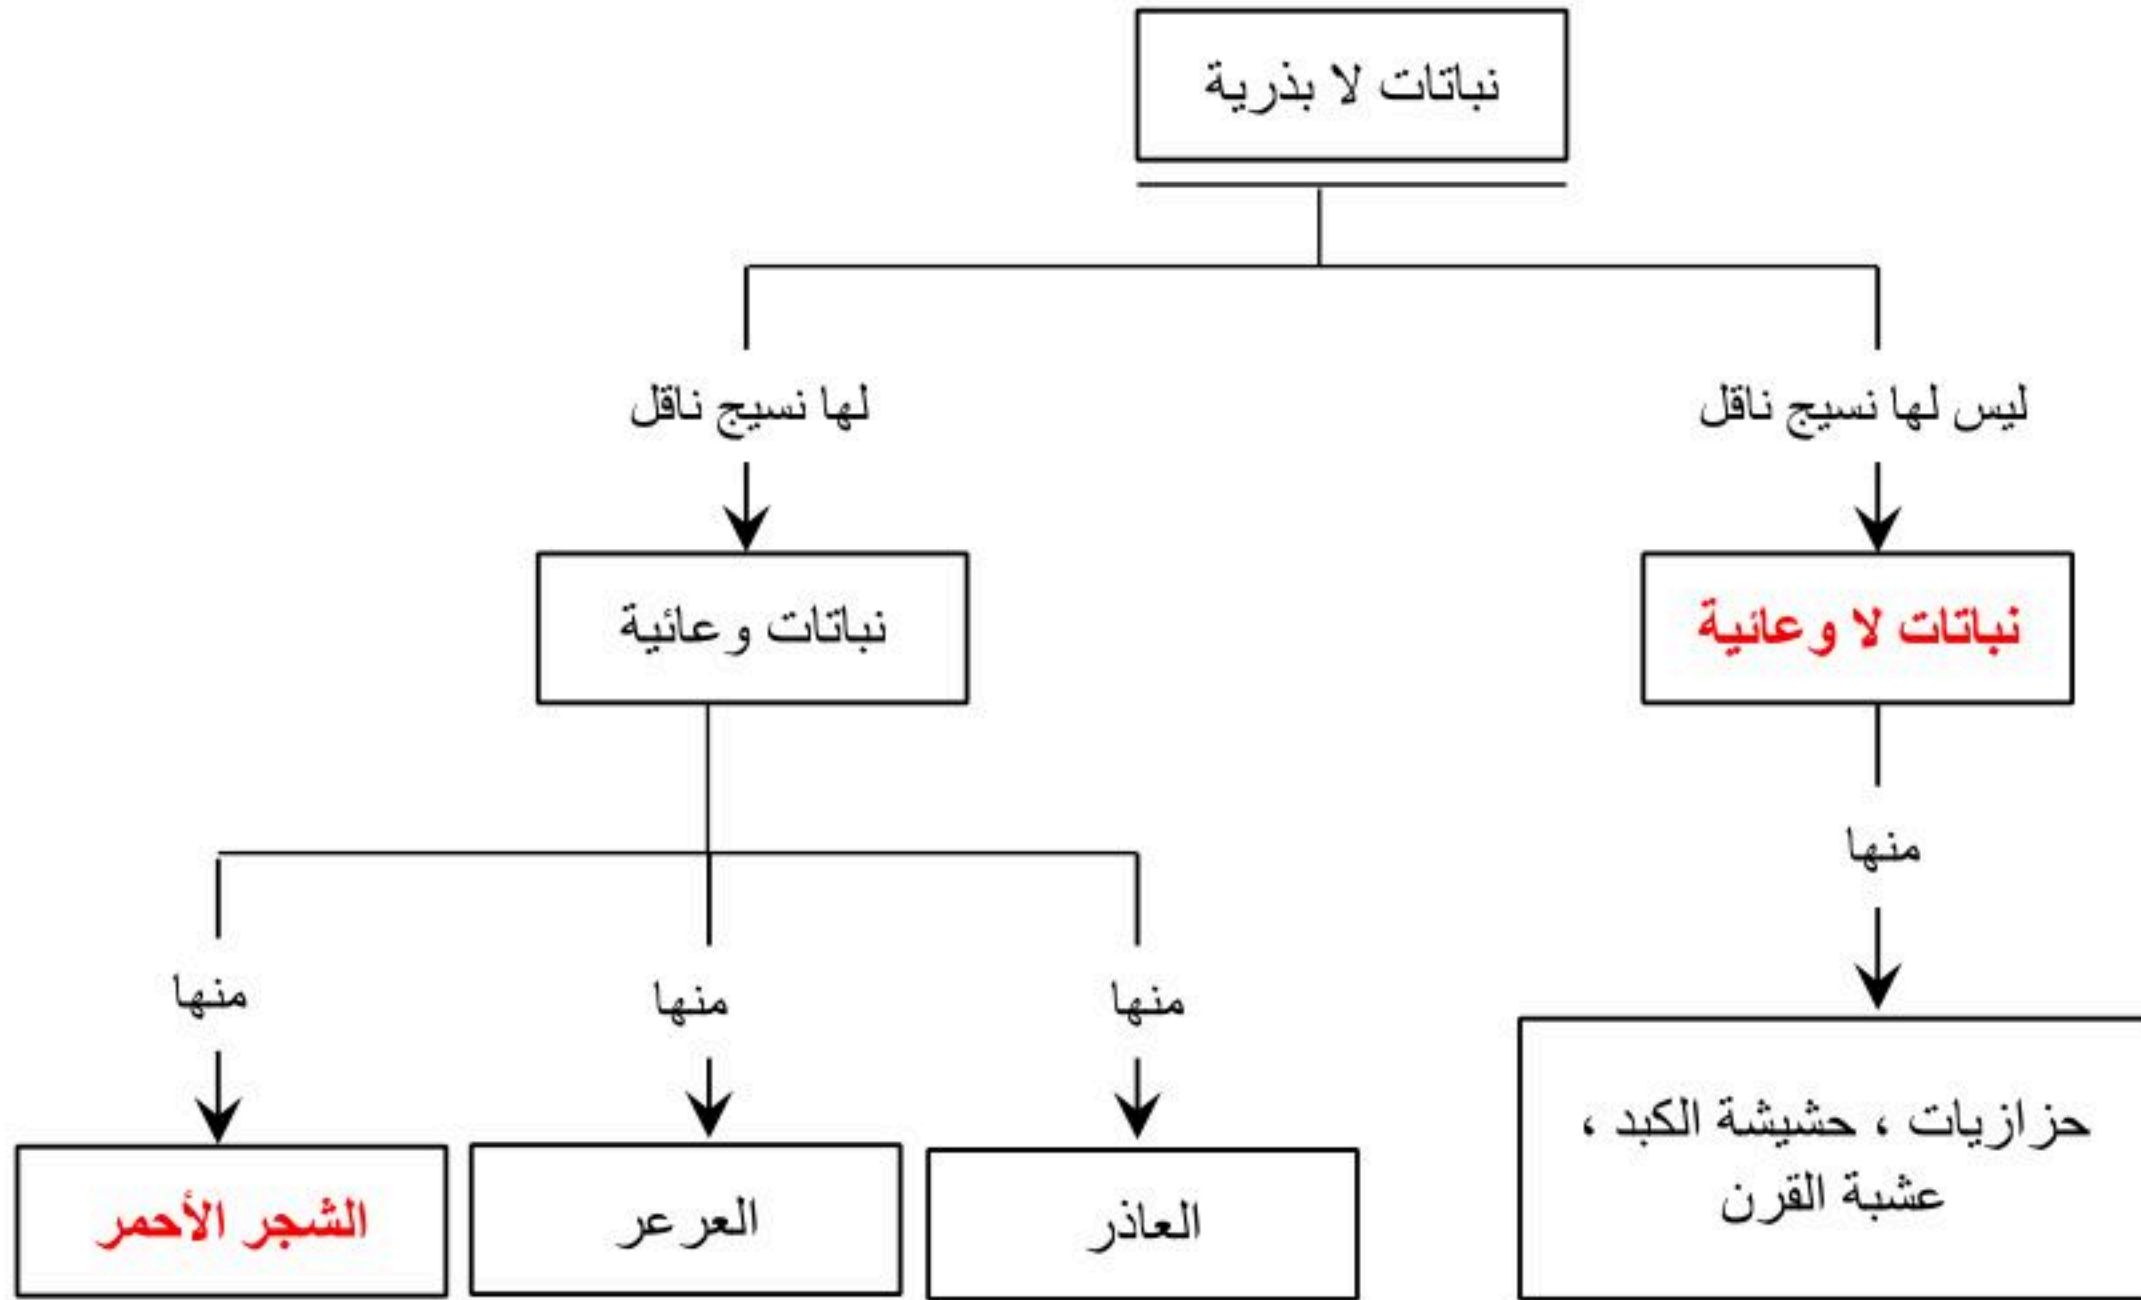 نباتات لا بذرية
ليس لها نسيج ناقل
لها نسيج ناقل
نباتات لا وعائية
نباتات وعائية
منها
منها
منها
منها
حزازيات ، حشيشة الكبد ،
عشبة القرن
العاذر
العرعر
الشجر الأحمر